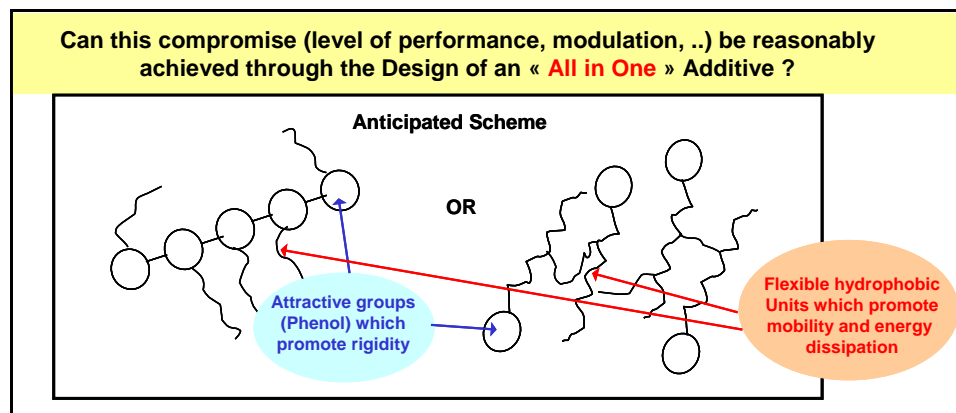 Can this compromise (level of performance, modulation, ..) be reasonably
achieved through the Design of an « All in One » Additive ?
Anticipated Scheme
OR
Attractive groups
(Phenol) which
promote rigidity
Flexible hydrophobic
Units which promote
mobility and energy
dissipation